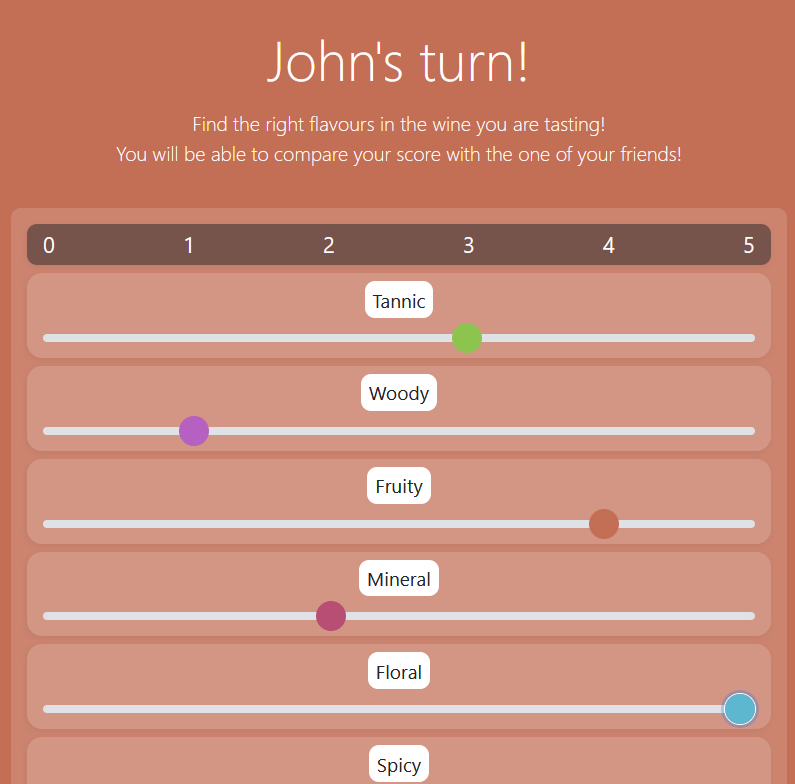 John's turn!
Find the right flavours in the wine you are tasting!
You will be able to compare your score with the one of your friends!
0 1 2 3 4 5
Tannic
Woody
Fruity
Mineral
Floral
Spicy